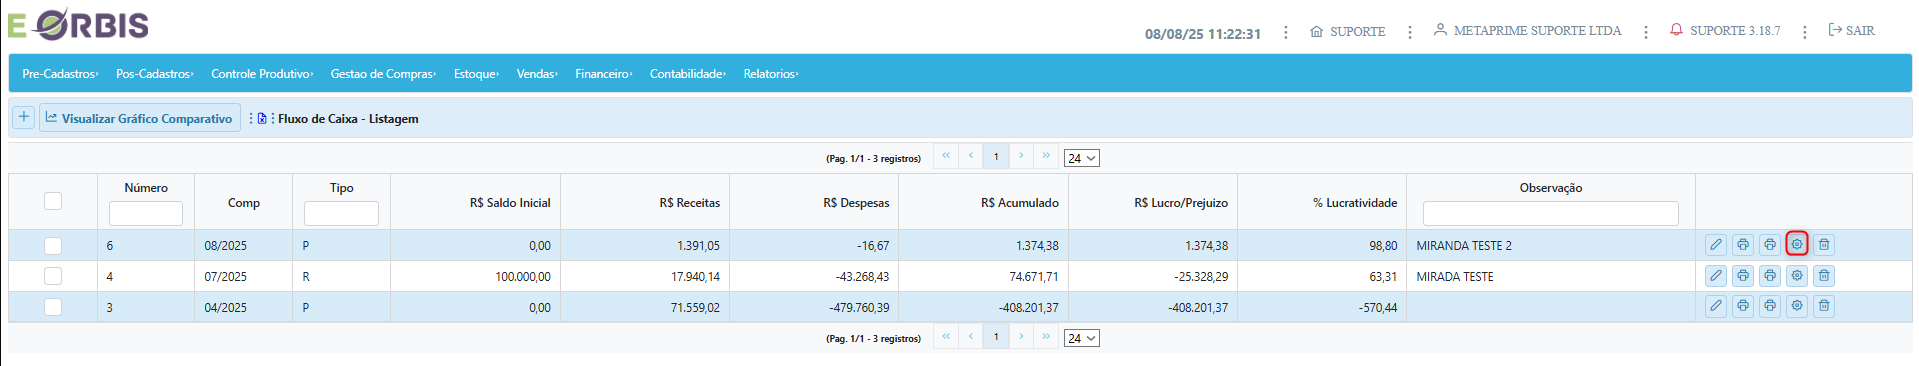 E ORBIS
08/08/25 11:22:31
SUPORTE
METAPRIME SUPORTE LTDA
SUPORTE 3.18.7
SAIR
Pre-Cadastros
Pos-Cadastros
Controle Produtivo
Gestao de Compras
Estoque
Vendas
Financeiro
Contabilidade
Relatorios
Visualizar Gráfico Comparativo
Fluxo de Caixa - Listagem
(Pag. 1/1 - 3 registros) 1 24
Número Comp Tipo R$ Saldo Inicial R$ Receitas R$ Despesas R$ Acumulado R$ Lucro/Prejuizo % Lucratividade Observação
6 08/2025 P 0,00 1.391,05 -16,67 1.374,38 1.374,38 98,80 MIRANDA TESTE 2
4 07/2025 R 100.000,00 17.940,14 -43.268,43 74.671,71 -25.328,29 63,31 MIRADA TESTE
3 04/2025 P 0,00 71.559,02 -479.760,39 -408.201,37 -408.201,37 -570,44
(Pag. 1/1 - 3 registros) 1 24